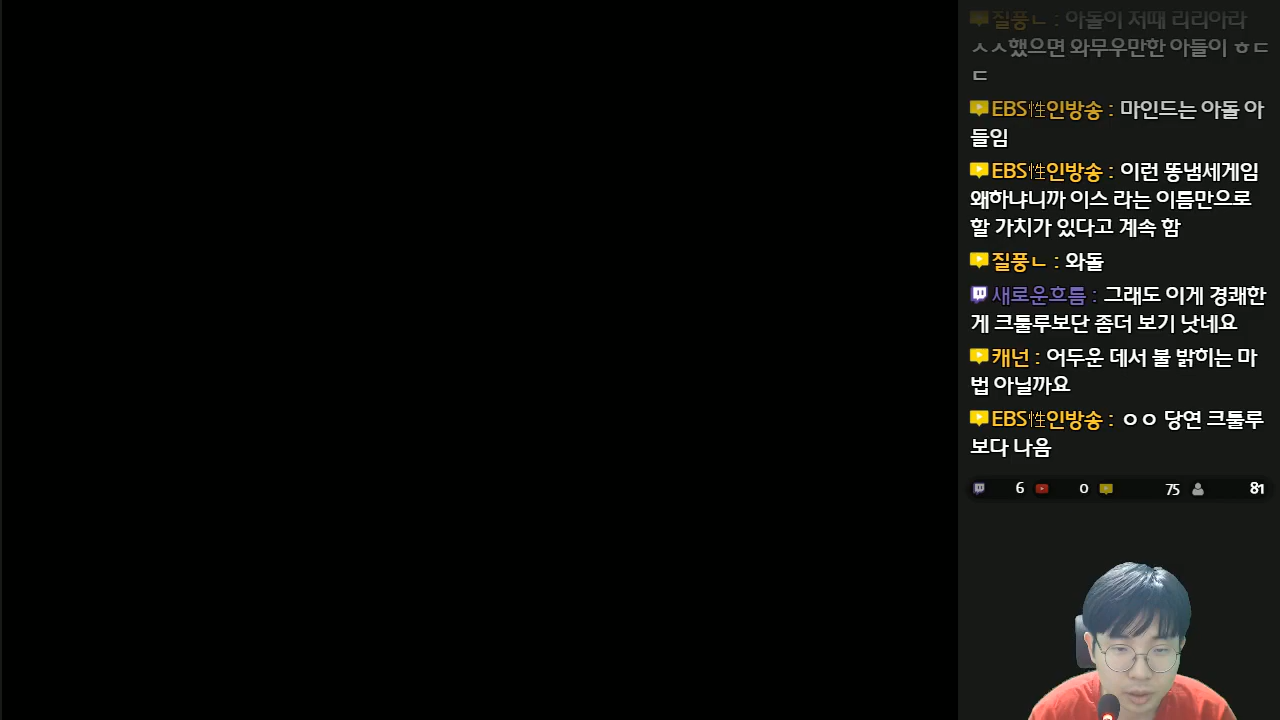 질풍ㄴ : 아돌이 저때 리리아라
ㅅㅅ했으면 와무우만한 아들이 ㅎㄷ
ㄷ
EBS性인방송 : 마인드는 아돌 아
들임
EBS性인방송 : 이런 똥냄세게임
왜하냐니까 이스 라는 이름만으로
할 가치가 있다고 계속 함
질풍ㄴ : 와돌
새로운흐름 : 그래도 이게 경쾌한
게 크툴루보단 좀더 보기 낫네요
캐넌 : 어두운 데서 불 밝히는 마
법 아닐까요
EBS性인방송 : ㅇㅇ 당연 크툴루
보다 나음
6 0 75 81